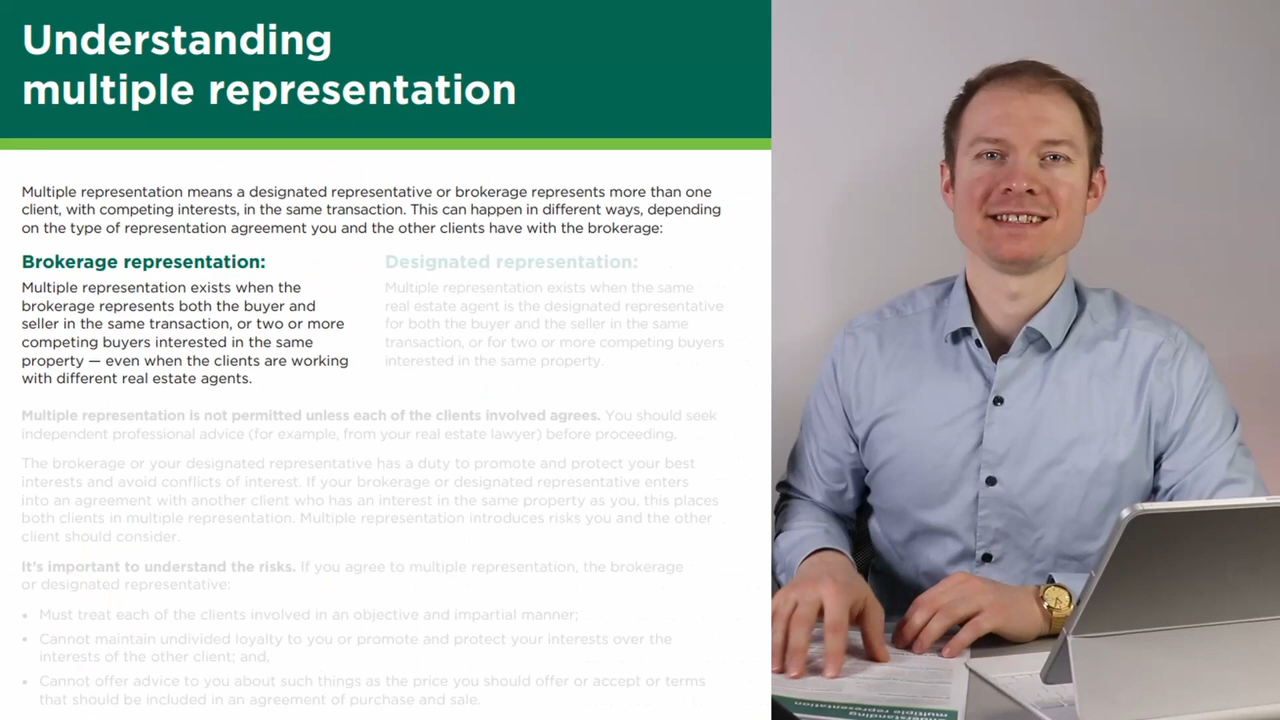 Understanding
multiple representation
Multiple representation means a designated representative or brokerage represents more than one
client, with competing interests, in the same transaction. This can happen in different ways, depending
on the type of representation agreement you and the other clients have with the brokerage:
Brokerage representation:
Multiple representation exists when the
brokerage represents both the buyer and
seller in the same transaction, or two or more
competing buyers interested in the same
property — even when the clients are working
with different real estate agents.
Designated representation:
Multiple representation exists when the same
real estate agent is the designated representative
for both the buyer and the seller in the same
transaction, or for two or more competing buyers
interested in the same property.
Multiple representation is not permitted unless each of the clients involved agrees. You should seek
independent professional advice (for example, from your real estate lawyer) before proceeding.
The brokerage or your designated representative has a duty to promote and protect your best
interests and avoid conflicts of interest. If your brokerage or designated representative enters
into an agreement with another client who has an interest in the same property as you, this places
both clients in multiple representation. Multiple representation introduces risks you and the other
client should consider.
It's important to understand the risks. If you agree to multiple representation, the brokerage
or designated representative:
• Must treat each of the clients involved in an objective and impartial manner;
• Cannot maintain undivided loyalty to you or promote and protect your interests over the
interests of the other client; and,
• Cannot offer advice to you about such things as the price you should offer or accept or terms
that should be included in an agreement of purchase and sale.
Understanding
multiple representation